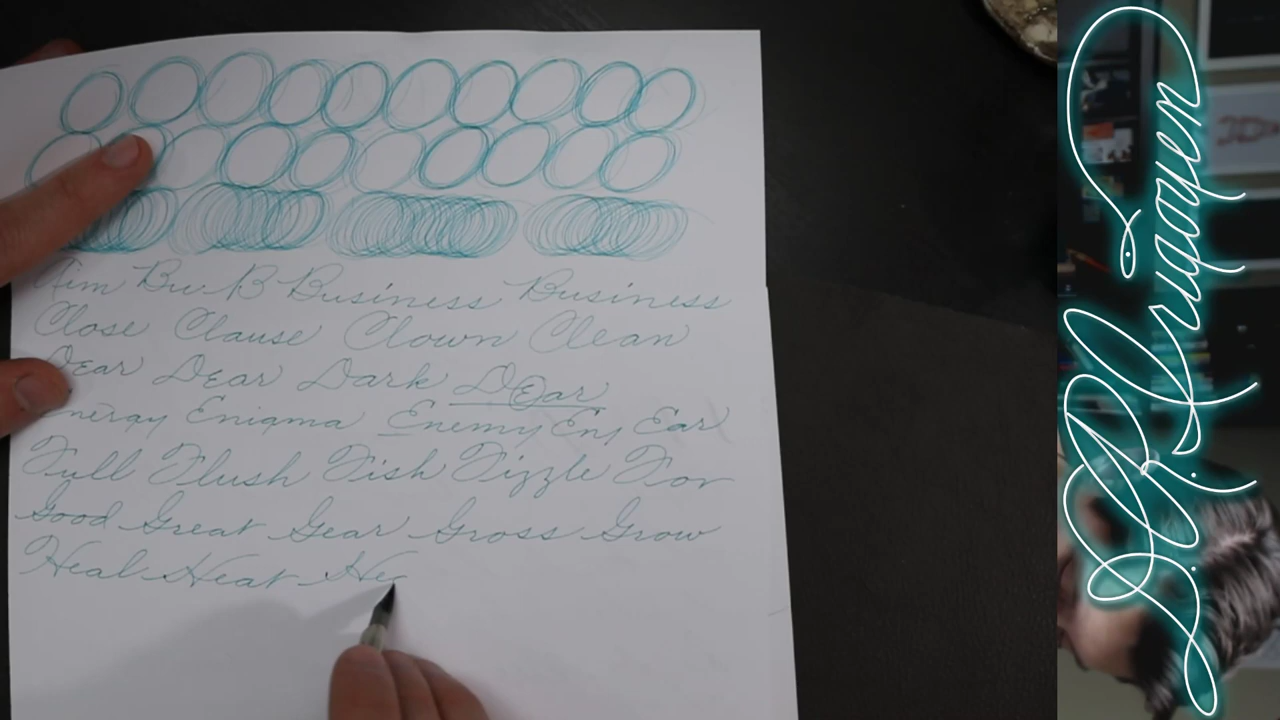 Aim Bu B Business Business
Close Clause Clown Clean
Dear Dear Dark Dear
Energy Enigma Enemy Ene Ear
Full Flush Fish Fizzle For
Good Great Gear Gross Grow
Heal Heat He